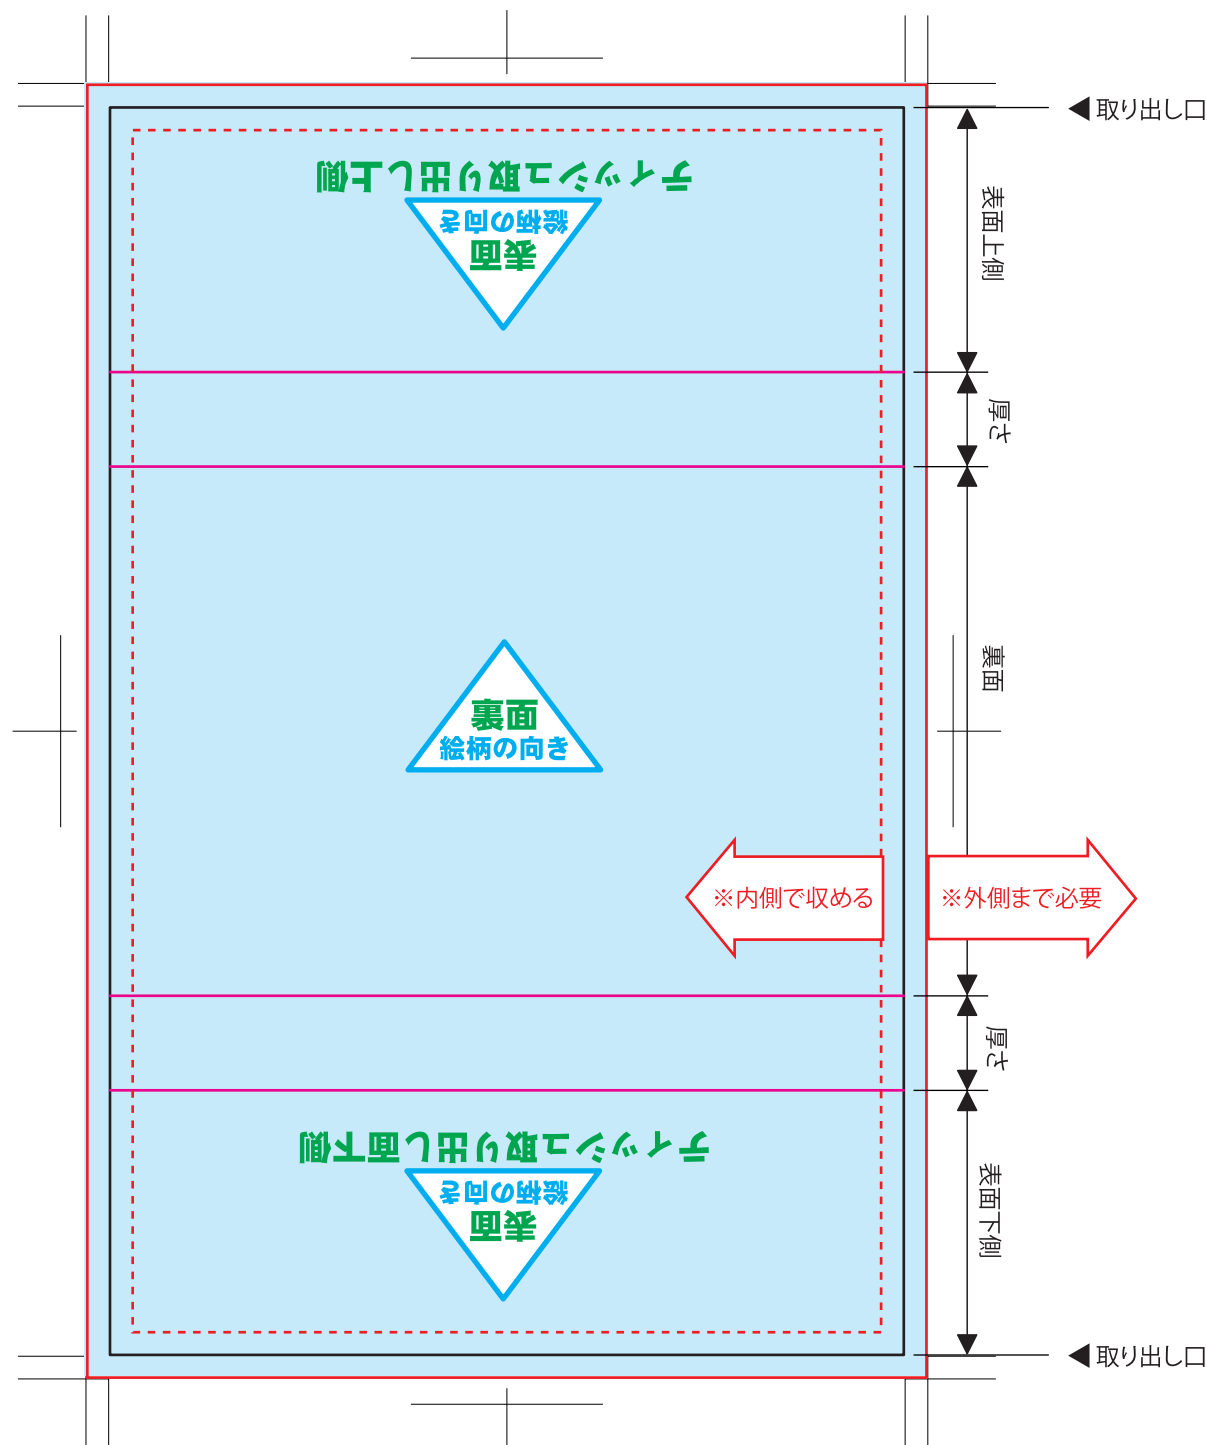 ◀取り出し口
ティッシュ取り出し上側
絵柄の向き
表面
表面上側
厚さ
裏面
絵柄の向き
裏面
※内側で収める
※外側まで必要
厚さ
ティッシュ取り出し面下側
絵柄の向き
表面
表面下側
◀取り出し口